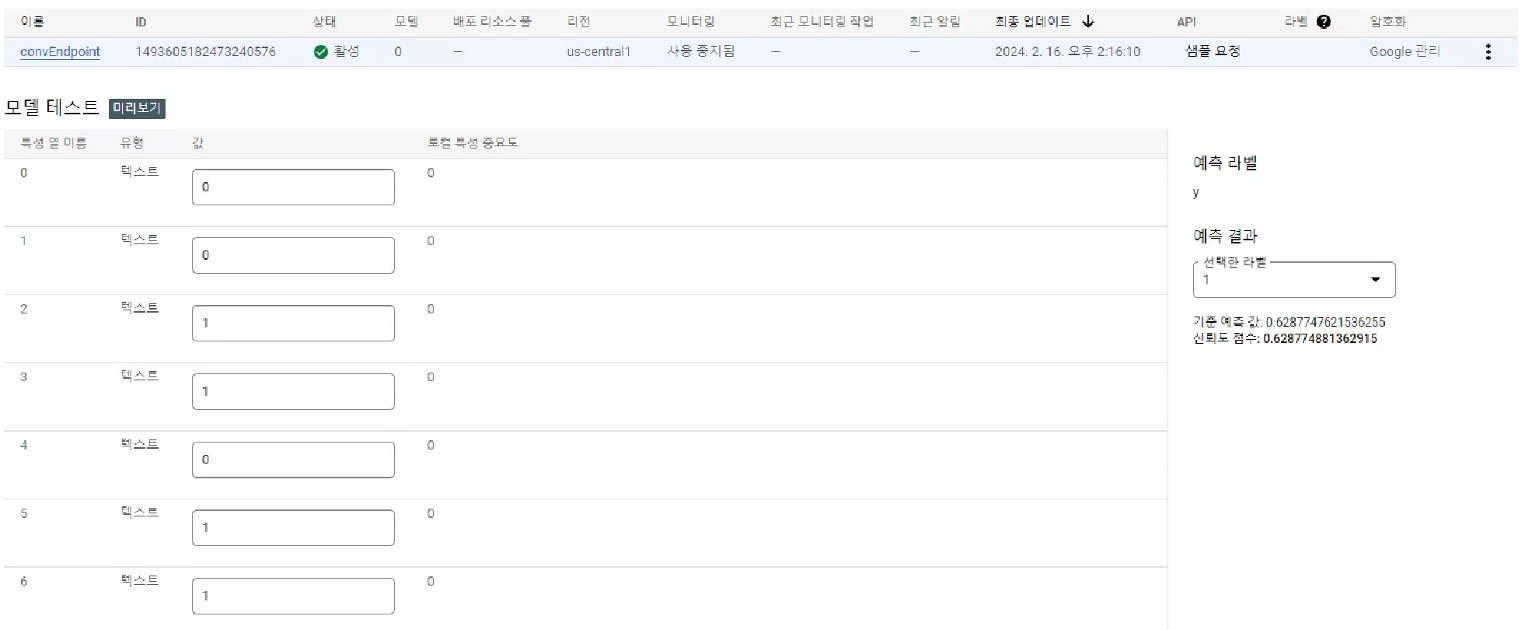 이름 ID 상태 모델 배포 리소스 풀 리전 모니터링 최근 모니터링 작업 최근 알림 최종 업데이트 API 라벨 암호화
convEndpoint 1493605182473240576 활성 0 — us-central1 사용 중지됨 — — 2024. 2. 16. 오후 2:16:10 샘플 요청 Google 관리
모델 테스트 미리보기
특성 열 이름 유형 값 로컬 특성 중요도
0 텍스트 0 0
1 텍스트 0 0
2 텍스트 1 0
3 텍스트 1 0
4 텍스트 0 0
5 텍스트 1 0
6 텍스트 1 0
예측 라벨
y
예측 결과
선택한 라벨
1
기준 예측 값: 0.6287747621536255
신뢰도 점수: 0.628774881362915